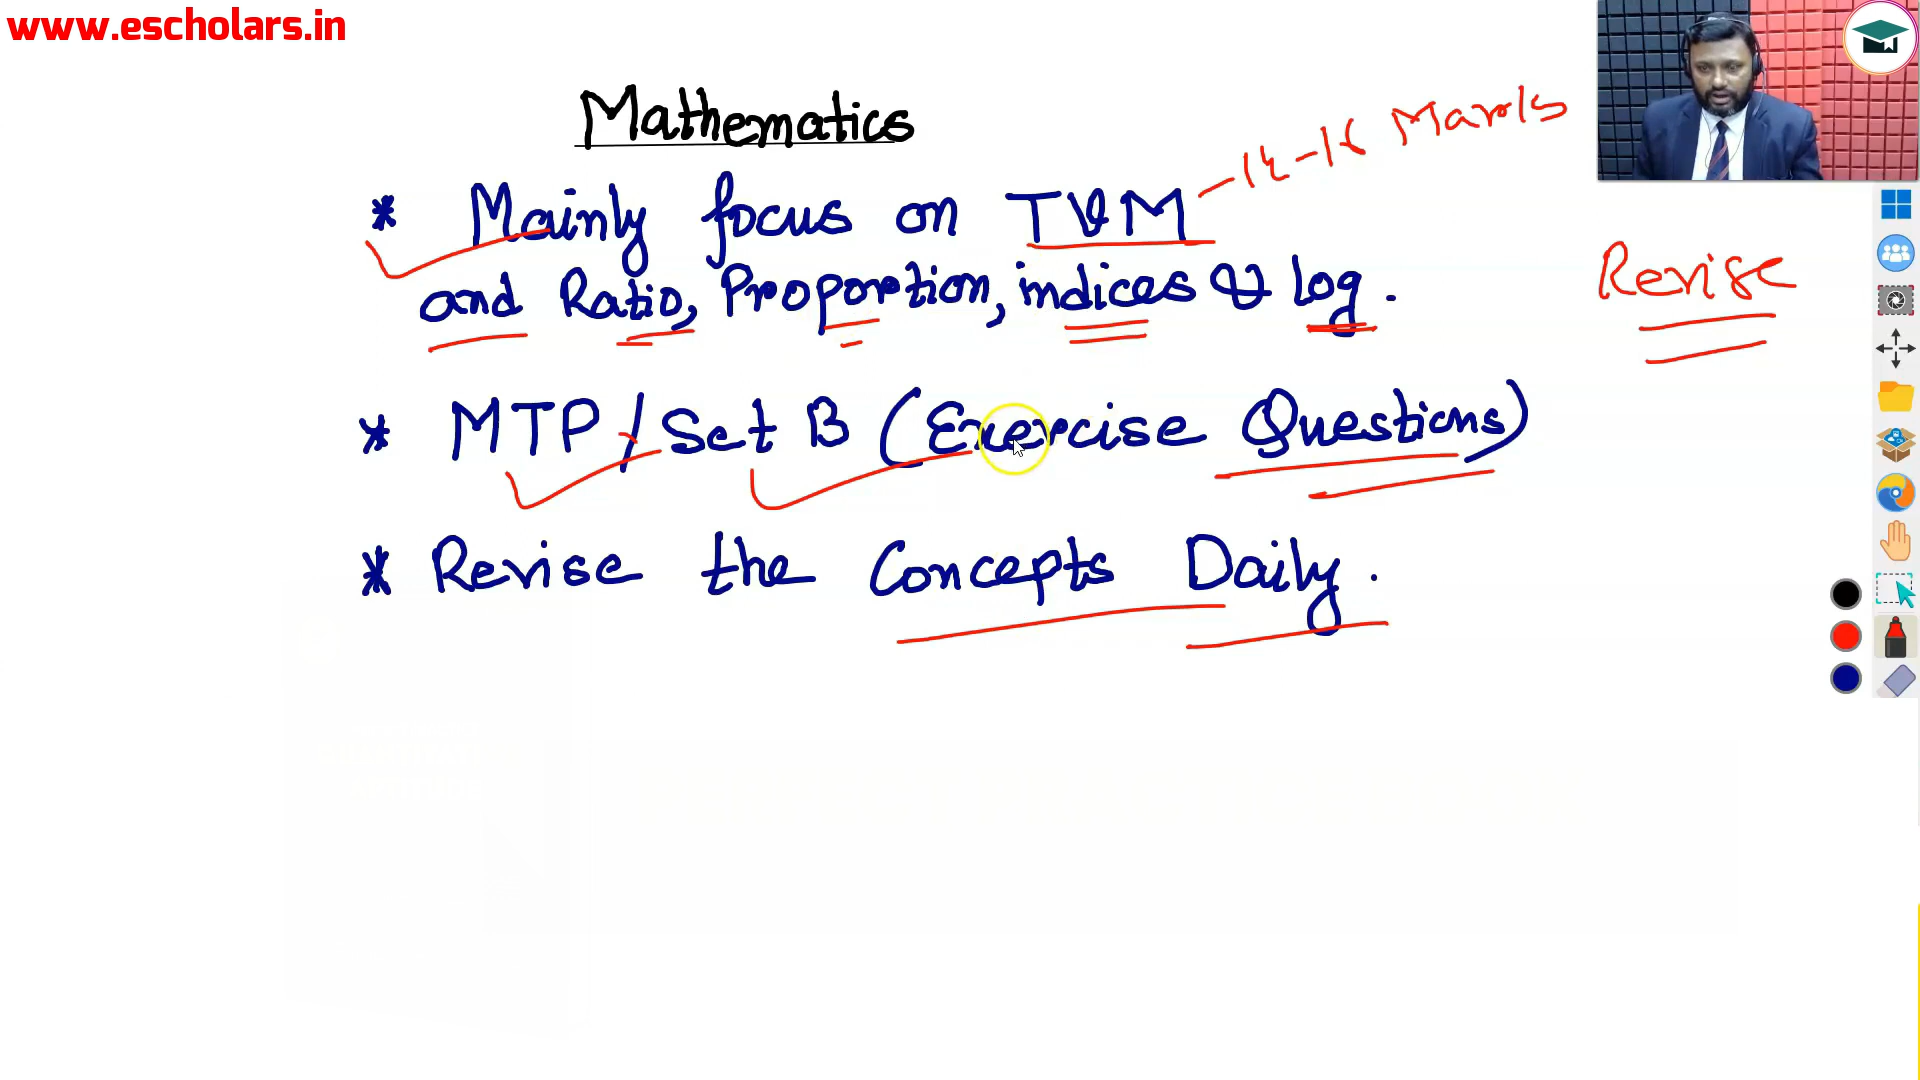 www.escholars.in
Mathematics
* Mainly focus on TVM - 14-16 Marks
and Ratio, Proportion, indices & log. Revise
* MTP / Set B (Exercise Questions)
* Revise the Concepts Daily.